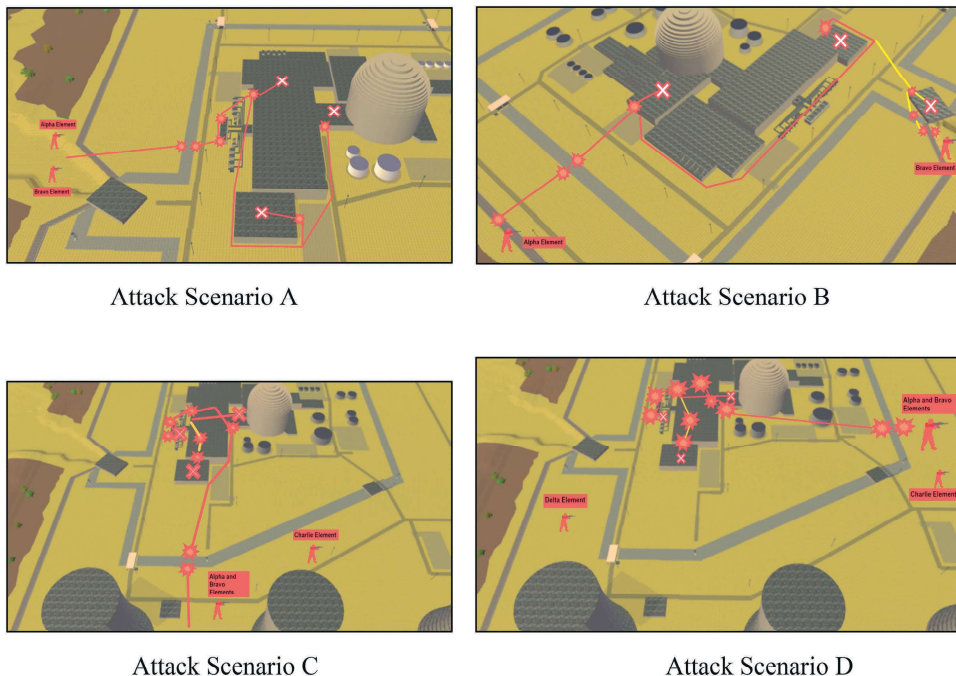 Alpha Element
Bravo Element
Attack Scenario A
Alpha Element
Bravo Element
Attack Scenario B
Charlie Element
Alpha and
Bravo
Elements
Attack Scenario C
Alpha and Bravo
Elements
Charlie Element
Delta Element
Attack Scenario D